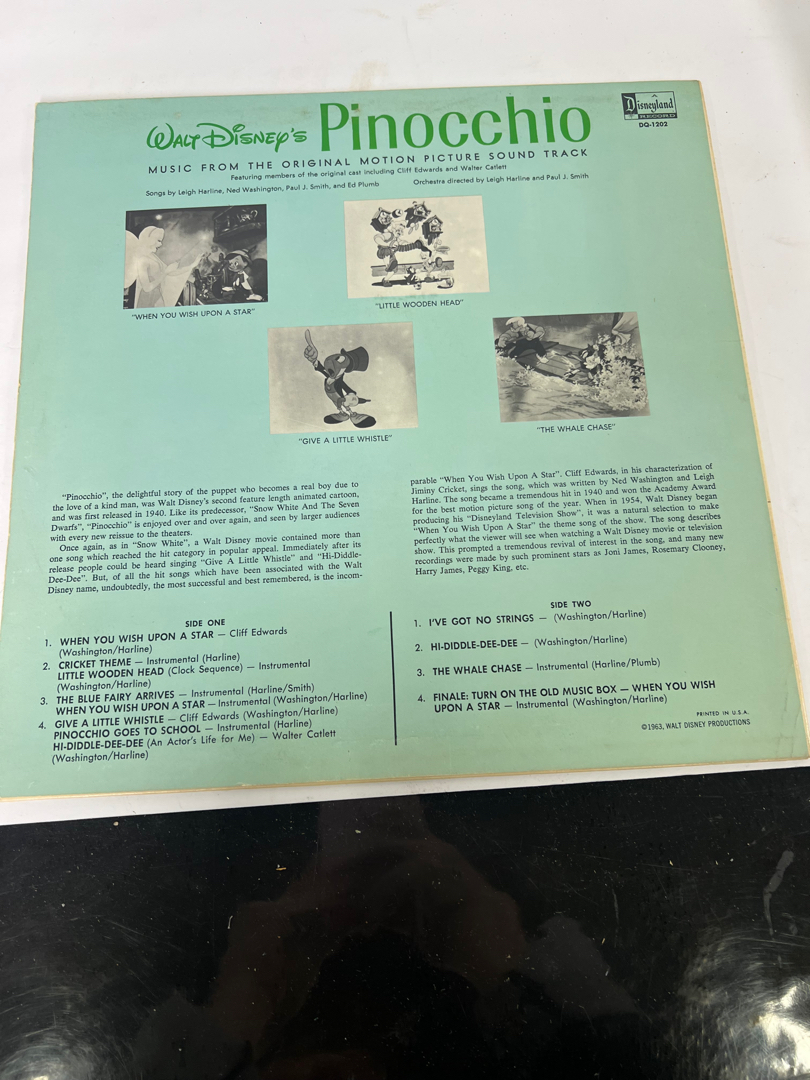 WALT DISNEY'S Pinocchio
Disneyland
RECORD
DQ-1202
MUSIC FROM THE ORIGINAL MOTION PICTURE SOUND TRACK
Featuring members of the original cast including Cliff Edwards and Walter Catlett
Songs by Leigh Harline, Ned Washington, Paul J. Smith, and Ed Plumb
Orchestra directed by Leigh Harline and Paul J. Smith
"WHEN YOU WISH UPON A STAR"
"LITTLE WOODEN HEAD"
"GIVE A LITTLE WHISTLE"
"THE WHALE CHASE"
"Pinocchio", the delightful story of the puppet who becomes a real boy due to
the love of a kind man, was Walt Disney's second feature length animated cartoon,
and was first released in 1940. Like its predecessor, "Snow White And The Seven
Dwarfs", "Pinocchio" is enjoyed over and over again, and seen by larger audiences
with every new reissue to the theaters.
Once again, as in "Snow White", a Walt Disney movie contained more than
one song which reached the hit category in popular appeal. Immediately after its
release people could be heard singing "Give A Little Whistle" and "Hi-Diddle-
Dee-Dee". But, of all the hit songs which have been associated with the Walt
Disney name, undoubtedly, the most successful and best remembered, is the incom-
parable "When You Wish Upon A Star". Cliff Edwards, in his characterization of
Jiminy Cricket, sings the song, which was written by Ned Washington and Leigh
Harline. The song became a tremendous hit in 1940 and won the Academy Award
for the best motion picture song of the year. When in 1954, Walt Disney began
producing his "Disneyland Television Show", it was a natural selection to make
"When You Wish Upon A Star" the theme song of the show. The song describes
perfectly what the viewer will see when watching a Walt Disney movie or television
show. This prompted a tremendous revival of interest in the song, and many new
recordings were made by such prominent stars as Joni James, Rosemary Clooney,
Harry James, Peggy King, etc.
SIDE ONE
1. WHEN YOU WISH UPON A STAR — Cliff Edwards
(Washington/Harline)
2. CRICKET THEME — Instrumental (Harline)
LITTLE WOODEN HEAD (Clock Sequence) — Instrumental
(Washington/Harline)
3. THE BLUE FAIRY ARRIVES — Instrumental (Harline/Smith)
WHEN YOU WISH UPON A STAR — Instrumental (Washington/Harline)
4. GIVE A LITTLE WHISTLE — Cliff Edwards (Washington/Harline)
PINOCCHIO GOES TO SCHOOL — Instrumental (Harline)
HI-DIDDLE-DEE-DEE (An Actor's Life for Me) — Walter Catlett
(Washington/Harline)
SIDE TWO
1. I'VE GOT NO STRINGS — (Washington/Harline)
2. HI-DIDDLE-DEE-DEE — (Washington/Harline)
3. THE WHALE CHASE — Instrumental (Harline/Plumb)
4. FINALE: TURN ON THE OLD MUSIC BOX — WHEN YOU WISH
UPON A STAR — Instrumental (Washington/Harline)
PRINTED IN U.S.A.
©1963, WALT DISNEY PRODUCTIONS